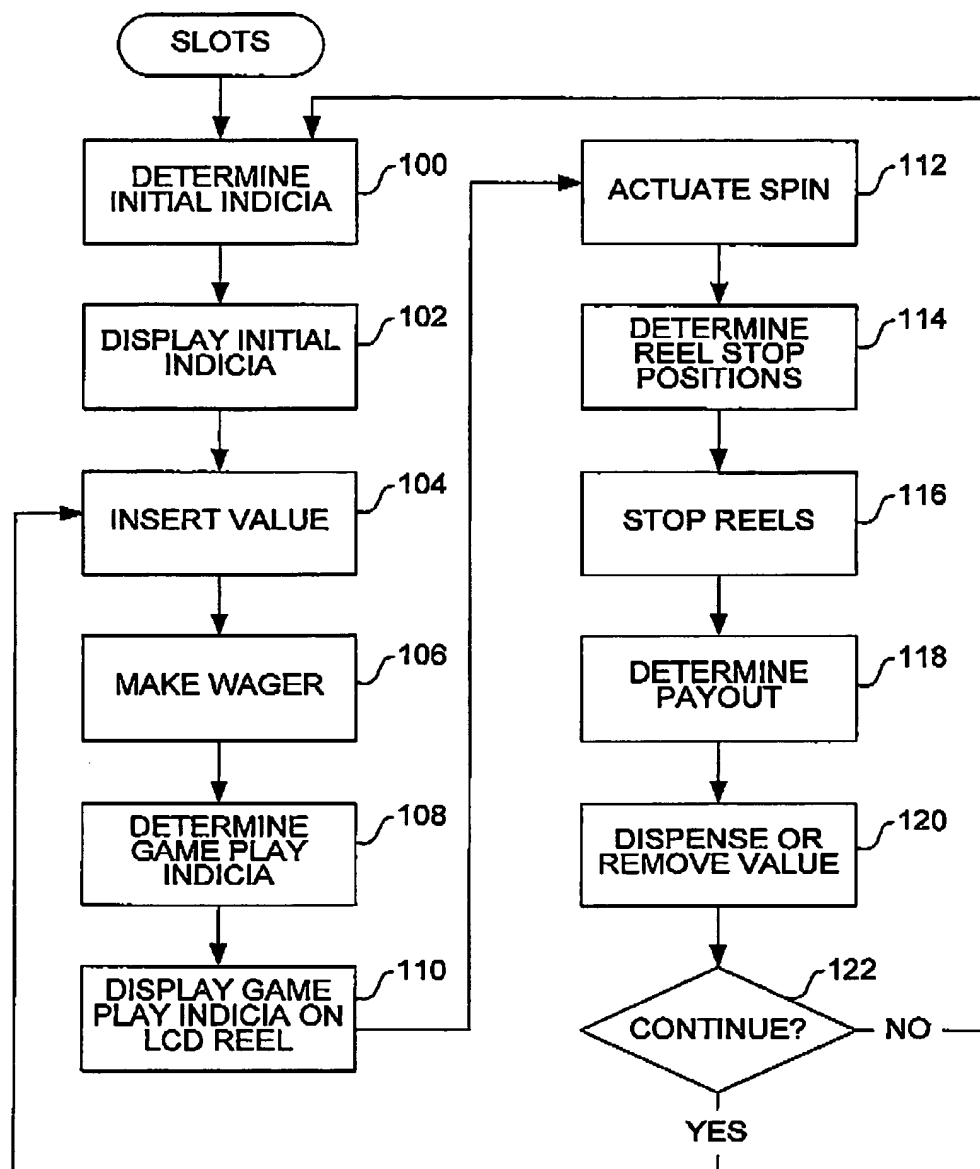 SLOTS
DETERMINE
INITIAL INDICIA
100
DISPLAY INITIAL
INDICIA
102
INSERT VALUE
104
MAKE WAGER
106
DETERMINE
GAME PLAY
INDICIA
108
DISPLAY GAME
PLAY INDICIA ON
LCD REEL
110
ACTUATE SPIN
112
DETERMINE
REEL STOP
POSITIONS
114
STOP REELS
116
DETERMINE
PAYOUT
118
DISPENSE OR
REMOVE VALUE
120
CONTINUE?
122
NO
YES